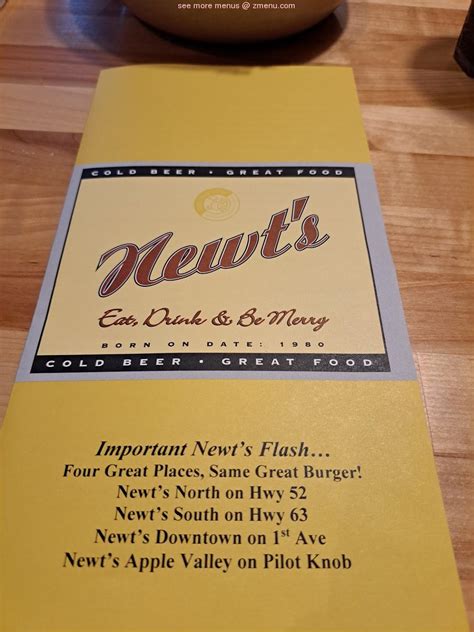 see more menus @ zmenu.com
COLD BEER • GREAT FOOD
Newt's
Eat, Drink & Be Merry
BORN ON DATE: 1980
COLD BEER • GREAT FOOD
Important Newt's Flash…
Four Great Places, Same Great Burger!
Newt's North on Hwy 52
Newt's South on Hwy 63
Newt's Downtown on 1st Ave
Newt's Apple Valley on Pilot Knob